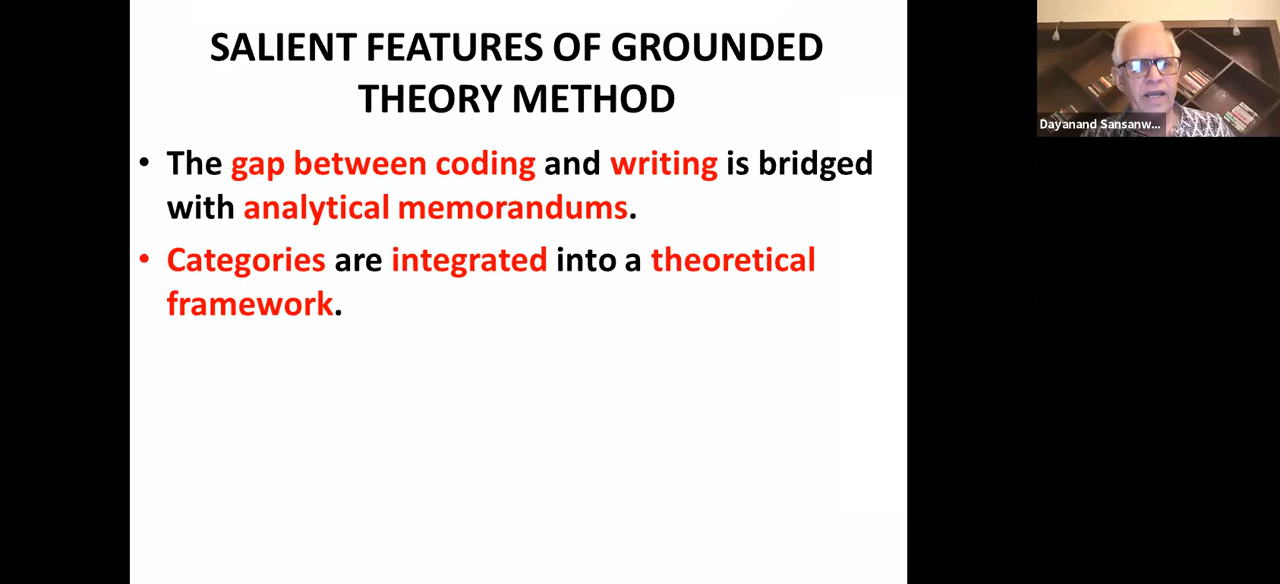 SALIENT FEATURES OF GROUNDED
THEORY METHOD
• The gap between coding and writing is bridged
with analytical memorandums.
• Categories are integrated into a theoretical
framework.
Dayanand Sansanw...